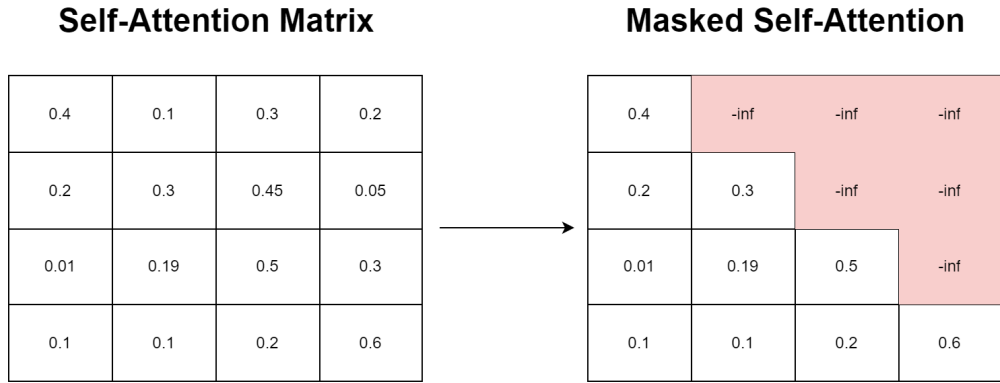 Self-Attention Matrix
Masked Self-Attention
0.4 0.1 0.3 0.2
0.2 0.3 0.45 0.05
0.01 0.19 0.5 0.3
0.1 0.1 0.2 0.6
0.4 -inf -inf -inf
0.2 0.3 -inf -inf
0.01 0.19 0.5 -inf
0.1 0.1 0.2 0.6